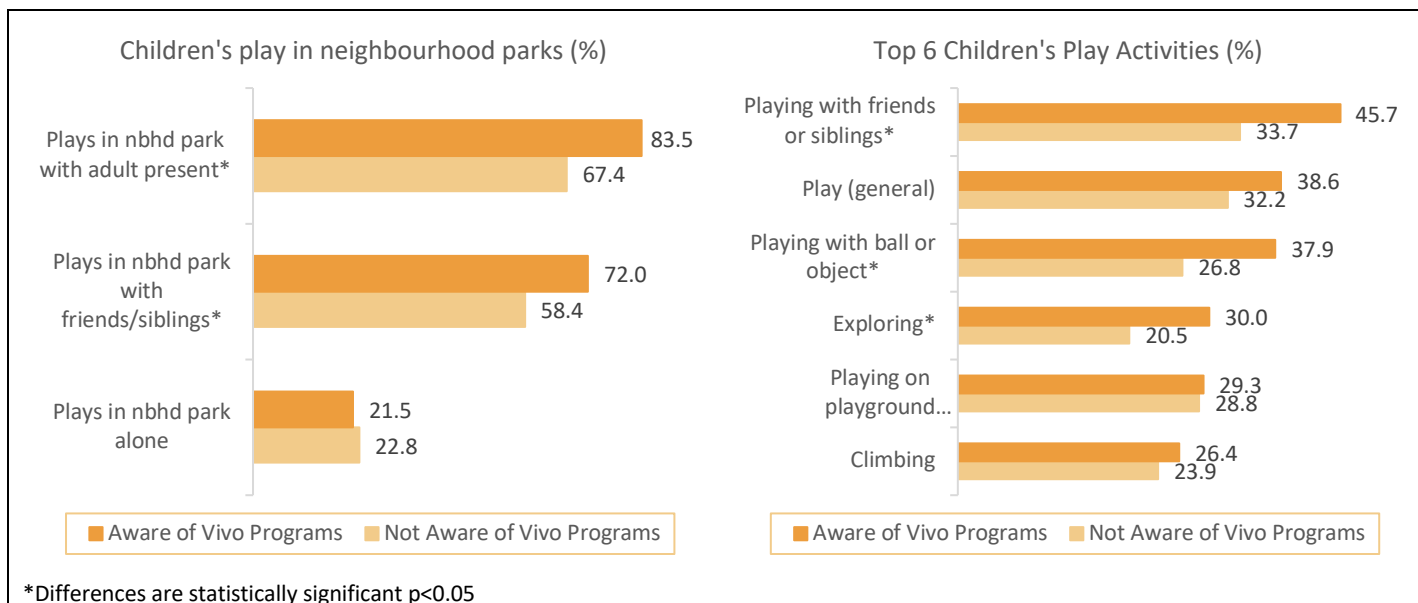 Children's play in neighbourhood parks (%)
Plays in nbhd park
with adult present*
83.5
67.4
Plays in nbhd park
with
friends/siblings*
72.0
58.4
Plays in nbhd park
alone
21.5
22.8
Aware of Vivo Programs
Not Aware of Vivo Programs
Top 6 Children's Play Activities (%)
Playing with friends
or siblings*
45.7
33.7
Play (general)
38.6
32.2
Playing with ball or
object*
37.9
26.8
Exploring*
30.0
20.5
Playing on
playground...
29.3
28.8
Climbing
26.4
23.9
Aware of Vivo Programs
Not Aware of Vivo Programs
*Differences are statistically significant p<0.05